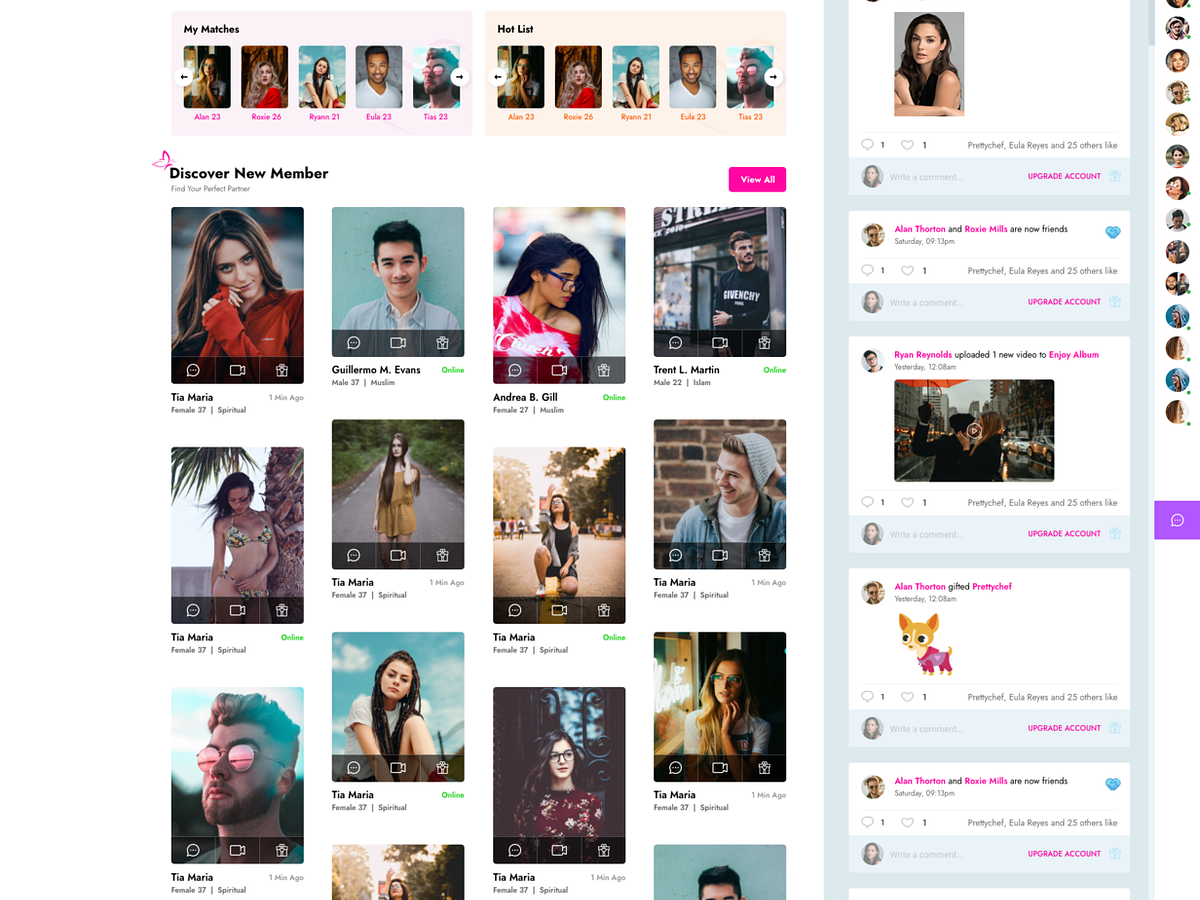 My Matches
Alan 23
Roxie 26
Ryann 21
Eula 23
Tias 23
Hot List
Alan 23
Roxie 26
Ryann 21
Eula 23
Tias 23
Discover New Member
Find Your Perfect Partner
View All
Tia Maria
1 Min Ago
Female 37 | Spiritual
Guillermo M. Evans
Online
Male 37 | Muslim
Andrea B. Gill
Online
Female 27 | Muslim
GIVENCHY
Trent L. Martin
Online
Male 22 | Islam
Tia Maria
Online
Female 37 | Spiritual
Tia Maria
1 Min Ago
Female 37 | Spiritual
Tia Maria
Online
Female 37 | Spiritual
Tia Maria
1 Min Ago
Female 37 | Spiritual
Tia Maria
1 Min Ago
Female 37 | Spiritual
Tia Maria
Online
Female 37 | Spiritual
Tia Maria
1 Min Ago
Female 37 | Spiritual
Tia Maria
1 Min Ago
Female 37 | Spiritual
1 1 Prettychef, Eula Reyes and 25 others like
Write a comment... UPGRADE ACCOUNT
Alan Thorton and Roxie Mills are now friends
Saturday, 09:13pm
1 1 Prettychef, Eula Reyes and 25 others like
Write a comment... UPGRADE ACCOUNT
Ryan Reynolds uploaded 1 new video to Enjoy Album
Yesterday, 12:08am
1 1 Prettychef, Eula Reyes and 25 others like
Write a comment... UPGRADE ACCOUNT
Alan Thorton gifted Prettychef
Yesterday, 12:08am
1 1 Prettychef, Eula Reyes and 25 others like
Write a comment... UPGRADE ACCOUNT
Alan Thorton and Roxie Mills are now friends
Saturday, 09:13pm
1 1 Prettychef, Eula Reyes and 25 others like
Write a comment... UPGRADE ACCOUNT